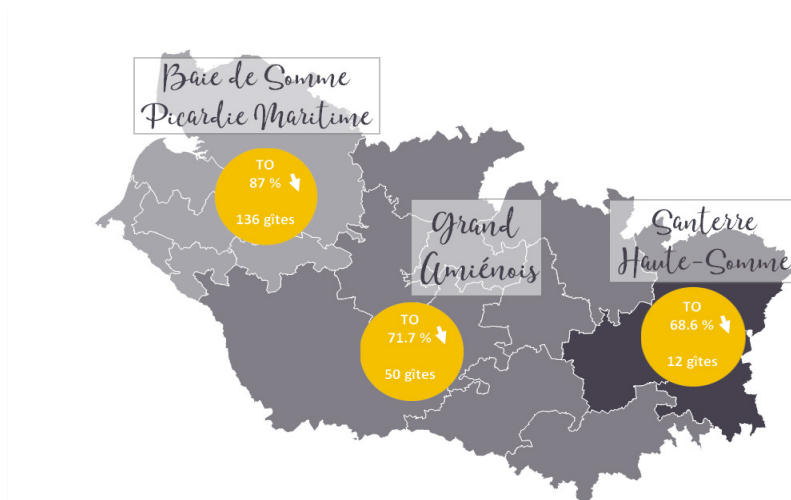 Baie de Somme
Picardie Maritime
TO
87 %
136 gîtes
Grand
Amiénois
TO
71.7 %
50 gîtes
Santerre
Haute-Somme
TO
68.6 %
12 gîtes